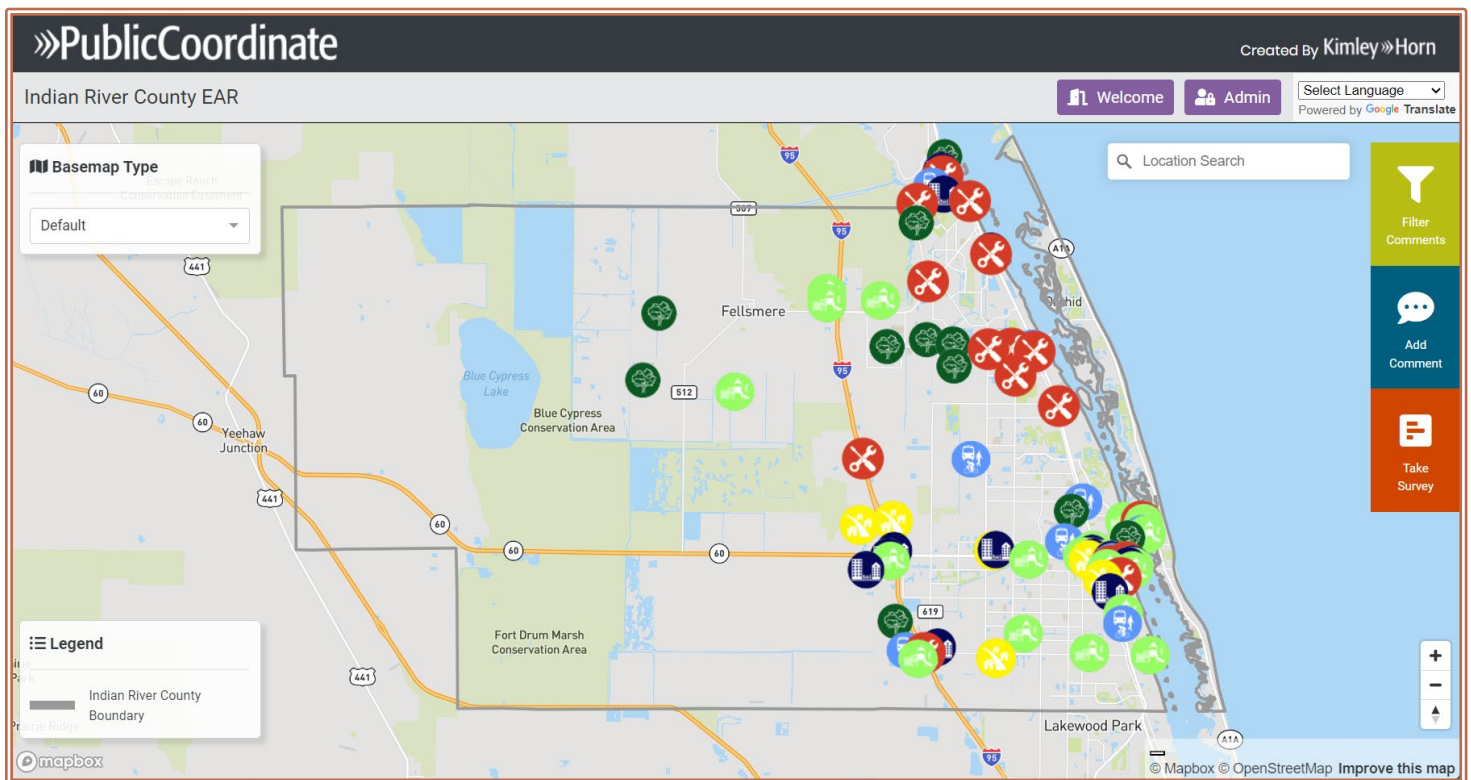 »PublicCoordinate
Created By Kimley»Horn
Indian River County EAR
Welcome
Admin
Select Language
Powered by Google Translate
Basemap Type
Escape Ranch
Conservation Easement
Default
Location Search
Filter
Comments
Add
Comment
Take
Survey
95
507
95
A1A
441
Fellsmere
Orchid
95
Blue Cypress
Lake
512
60
Blue Cypress
Conservation Area
60
Yeehaw
Junction
441
60
60
60
619
Fort Drum Marsh
Conservation Area
441
Legend
Indian River County
Boundary
Prairie Ridge
Lakewood Park
A1A
95
mapbox
© Mapbox © OpenStreetMap Improve this map